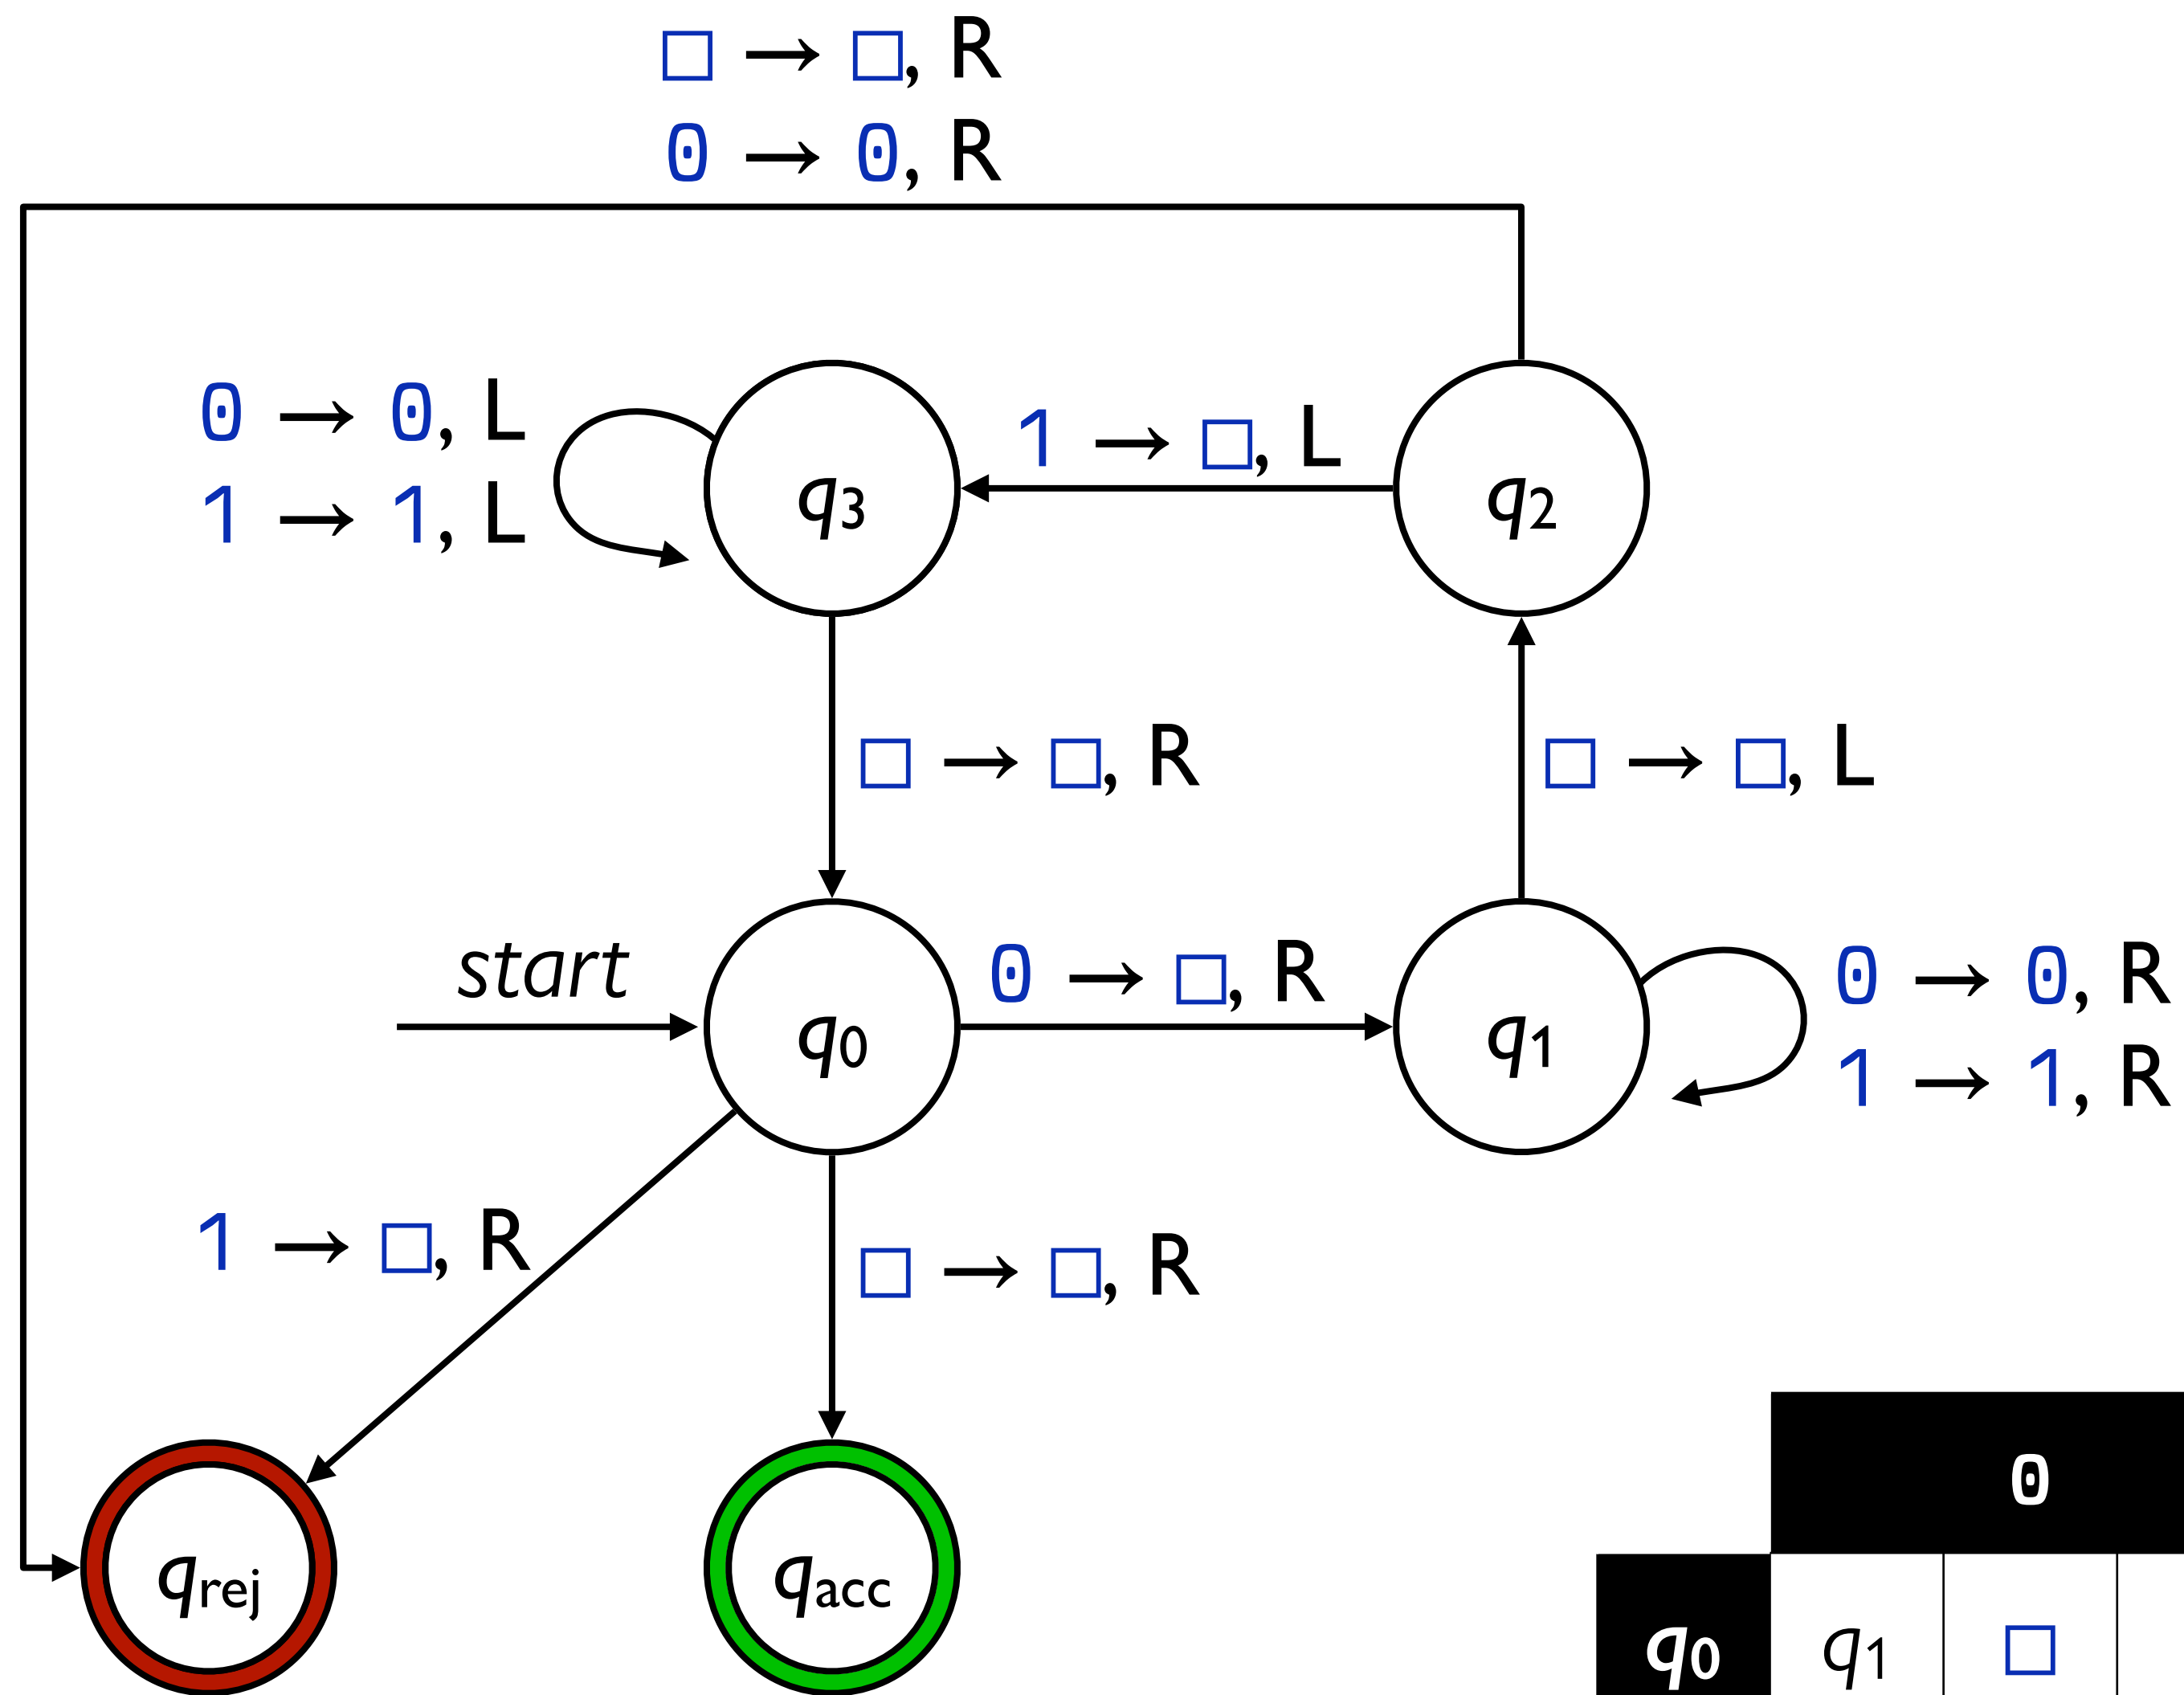 □ → □, R
0 → 0, R
0 → 0, L
1 → 1, L
q3
1 → □, L
q2
□ → □, R
□ → □, L
start
q0
0 → □, R
q1
0 → 0, R
1 → 1, R
1 → □, R
□ → □, R
qrej
qacc
0
q0 q1 □